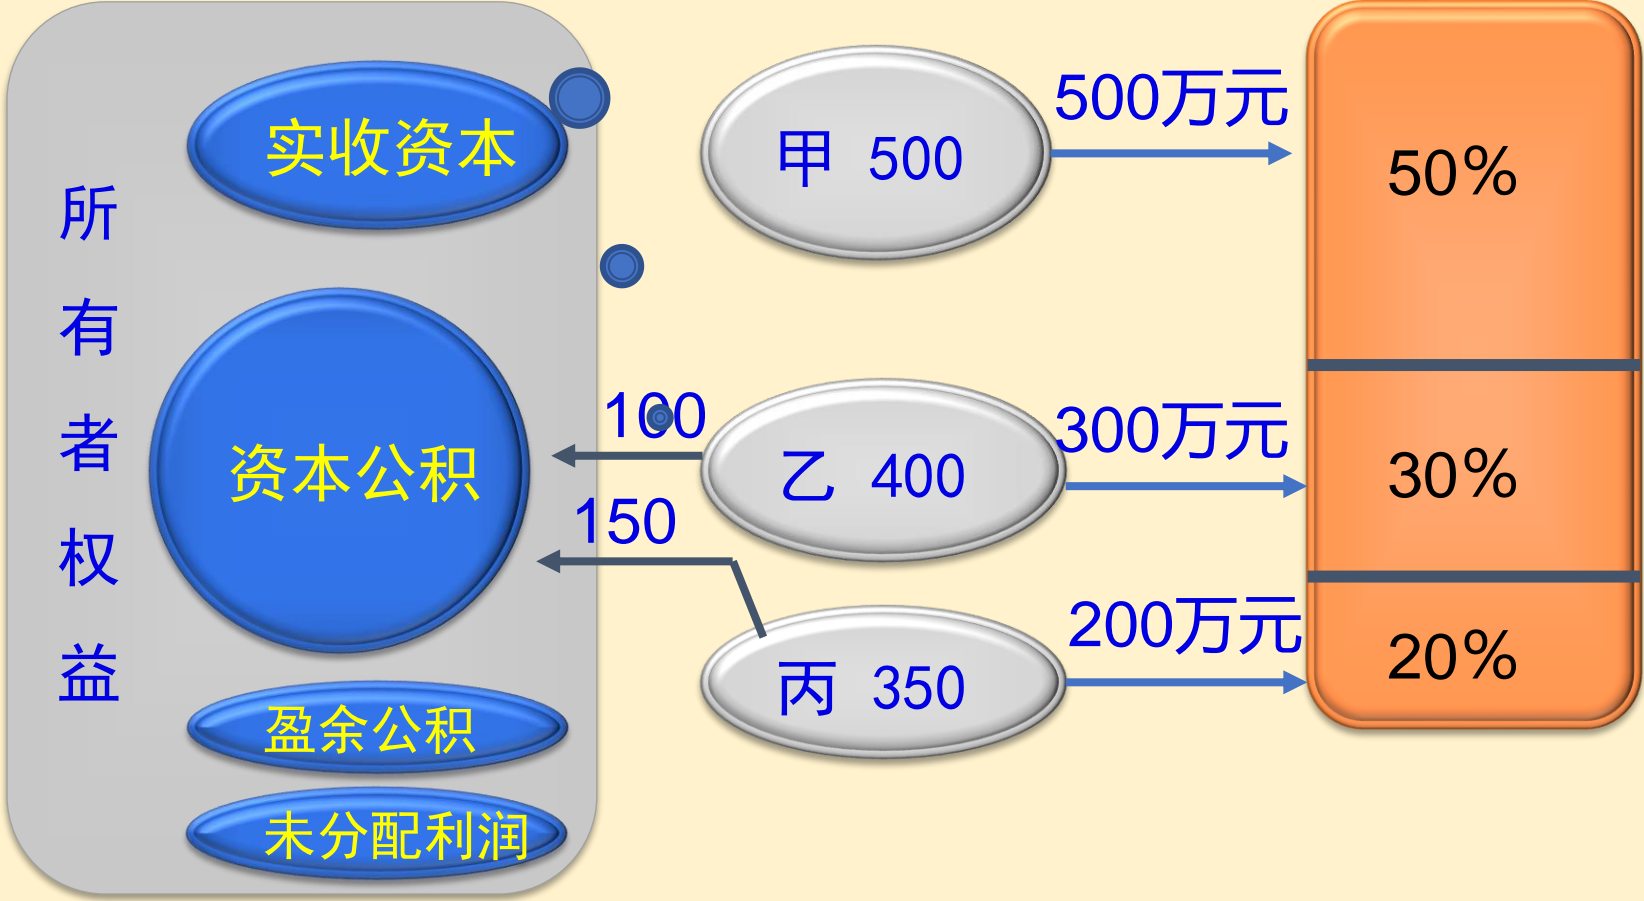 所有者权益
实收资本
资本公积
盈余公积
未分配利润
甲 500
500万元
50%
100
乙 400
300万元
30%
150
丙 350
200万元
20%